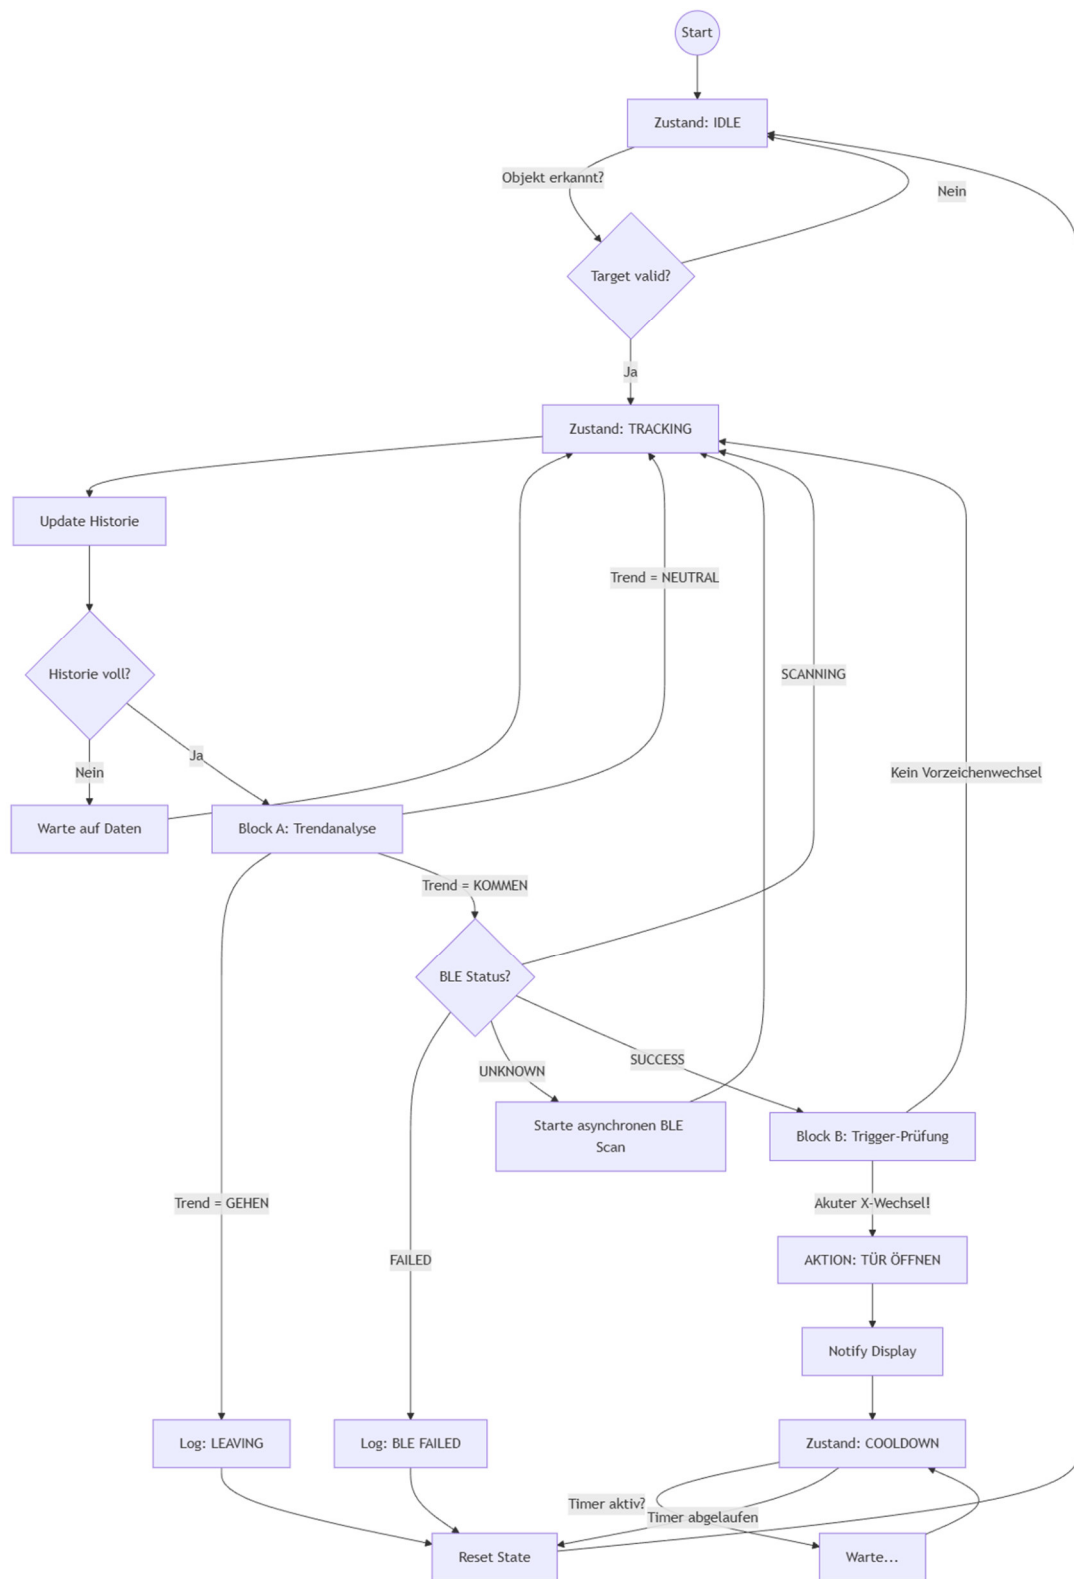 Start
Zustand: IDLE
Objekt erkannt?
Nein
Target valid?
Ja
Zustand: TRACKING
Update Historie
Trend = NEUTRAL
Historie voll?
SCANNING
Ja
Nein
Kein Vorzeichenwechsel
Warte auf Daten
Block A: Trendanalyse
Trend = KOMMEN
BLE Status?
SUCCESS
UNKNOWN
Starte asynchronen BLE
Scan
Block B: Trigger-Prüfung
Trend = GEHEN
Akuter X-Wechsel!
FAILED
AKTION: TÜR ÖFFNEN
Notify Display
Log: LEAVING
Log: BLE FAILED
Zustand: COOLDOWN
Timer aktiv?
Timer abgelaufen
Reset State
Warte...